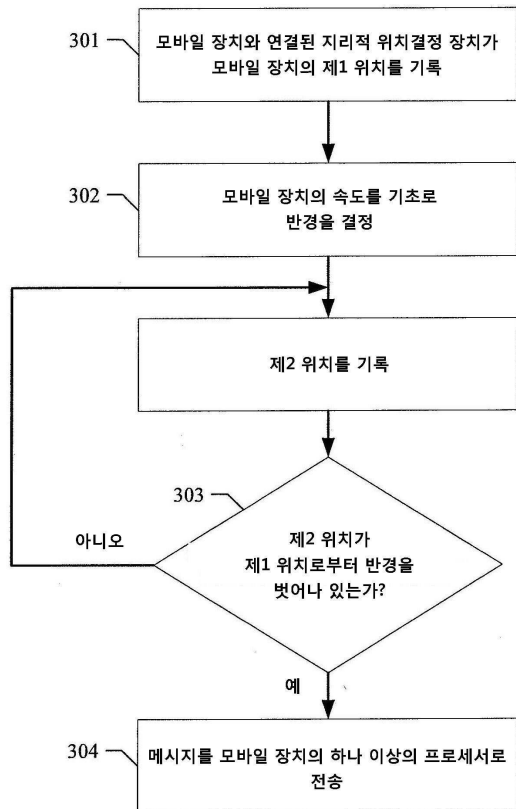 301
모바일 장치와 연결된 지리적 위치결정 장치가
모바일 장치의 제1 위치를 기록
302
모바일 장치의 속도를 기초로
반경을 결정
제2 위치를 기록
303
아니오
제2 위치가
제1 위치로부터 반경을
벗어나 있는가?
예
304
메시지를 모바일 장치의 하나 이상의 프로세서로
전송